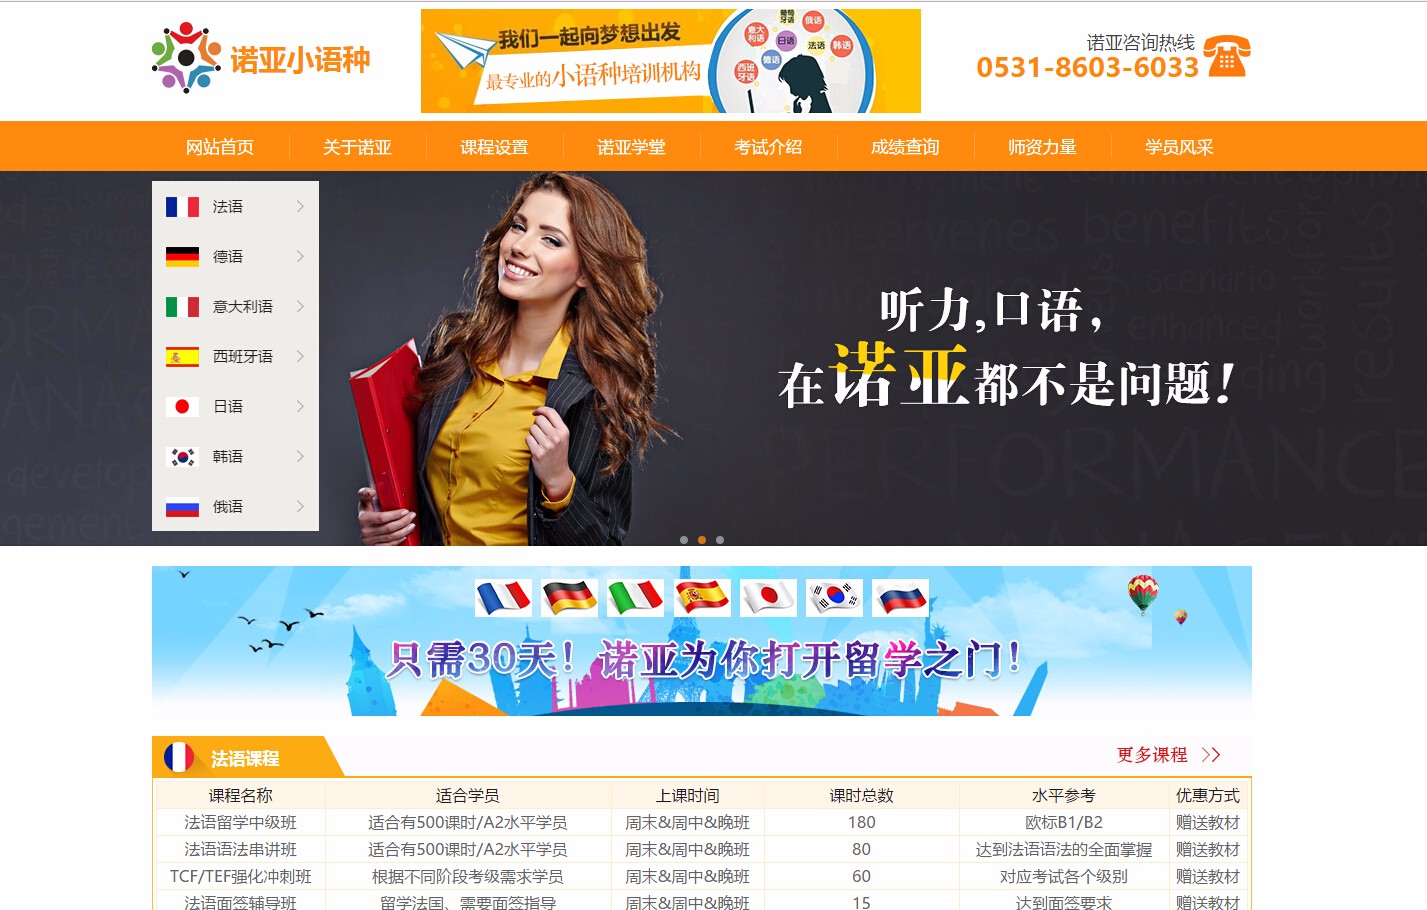 诺亚小语种
我们一起向梦想出发
最专业的小语种培训机构
葡萄牙语
俄语
意大利语
日语
法语
韩语
德语
西班牙语
诺亚咨询热线
0531-8603-6033
网站首页 关于诺亚 课程设置 诺亚学堂 考试介绍 成绩查询 师资力量 学员风采
法语
德语
意大利语
西班牙语
日语
韩语
俄语
听力,口语，
在诺亚都不是问题!
benefits
enhanced
PERFORMANCE
develop
results
只需30天！诺亚为你打开留学之门！
法语课程 更多课程 >>
课程名称 适合学员 上课时间 课时总数 水平参考 优惠方式
法语留学中级班 适合有500课时/A2水平学员 周末&周中&晚班 180 欧标B1/B2 赠送教材
法语语法串讲班 适合有500课时/A2水平学员 周末&周中&晚班 80 达到法语语法的全面掌握 赠送教材
TCF/TEF强化冲刺班 根据不同阶段考级需求学员 周末&周中&晚班 60 对应考试各个级别 赠送教材
法语面签辅导班 留学法国、需要面签指导 周末&周中&晚班 15 达到面签要求 赠送教材